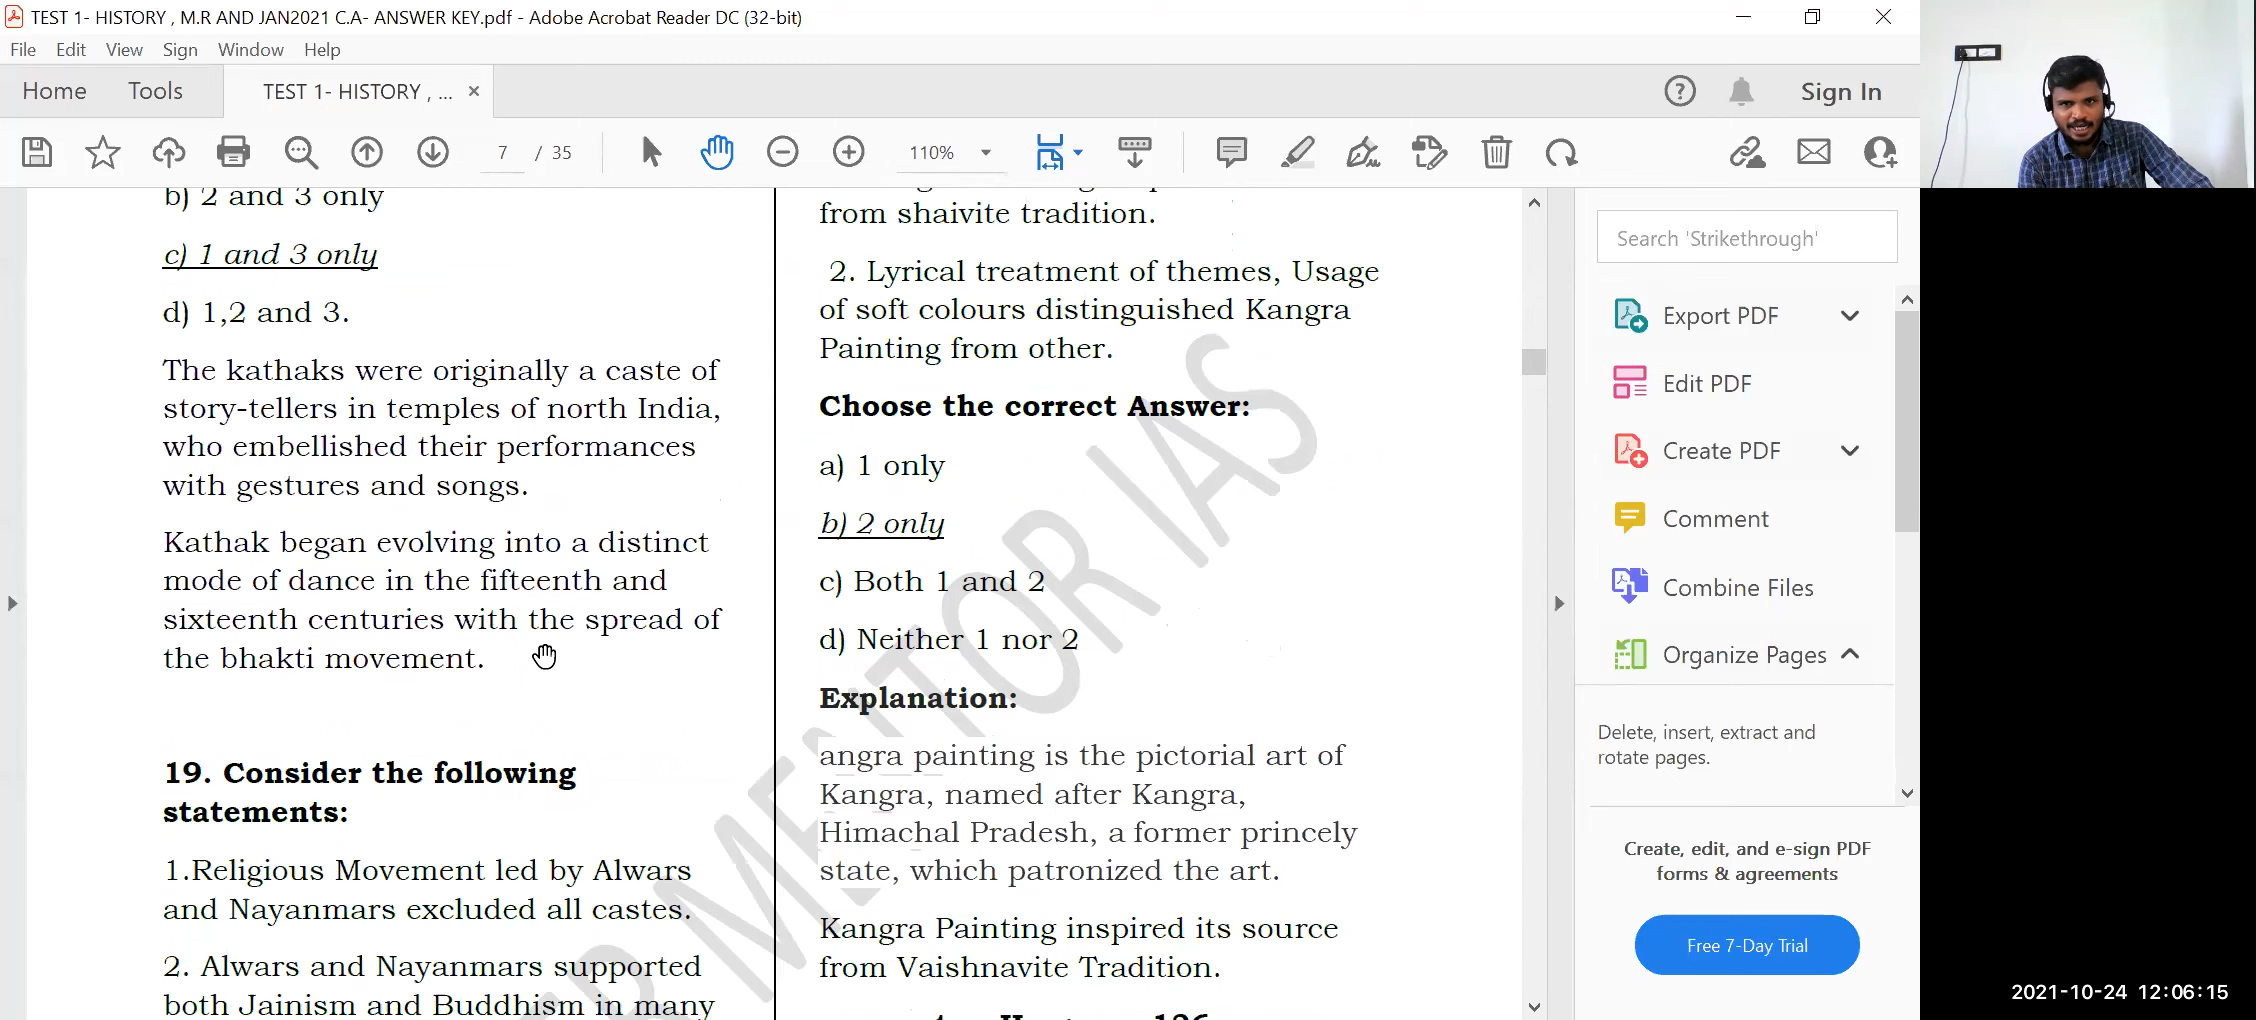 TEST 1- HISTORY , M.R AND JAN2021 C.A- ANSWER KEY.pdf - Adobe Acrobat Reader DC (32-bit)
File Edit View Sign Window Help
Home Tools TEST 1- HISTORY , ... × Sign In
7 / 35 110%
b) 2 and 3 only
c) 1 and 3 only
d) 1,2 and 3.
The kathaks were originally a caste of
story-tellers in temples of north India,
who embellished their performances
with gestures and songs.
Kathak began evolving into a distinct
mode of dance in the fifteenth and
sixteenth centuries with the spread of
the bhakti movement.
19. Consider the following
statements:
1.Religious Movement led by Alwars
and Nayanmars excluded all castes.
2. Alwars and Nayanmars supported
both Jainism and Buddhism in many
from shaivite tradition.
2. Lyrical treatment of themes, Usage
of soft colours distinguished Kangra
Painting from other.
Choose the correct Answer:
a) 1 only
b) 2 only
c) Both 1 and 2
d) Neither 1 nor 2
Explanation:
angra painting is the pictorial art of
Kangra, named after Kangra,
Himachal Pradesh, a former princely
state, which patronized the art.
Kangra Painting inspired its source
from Vaishnavite Tradition.
MENTOR IAS
Search 'Strikethrough'
Export PDF
Edit PDF
Create PDF
Comment
Combine Files
Organize Pages
Delete, insert, extract and
rotate pages.
Create, edit, and e-sign PDF
forms & agreements
Free 7-Day Trial
2021-10-24 12:06:15